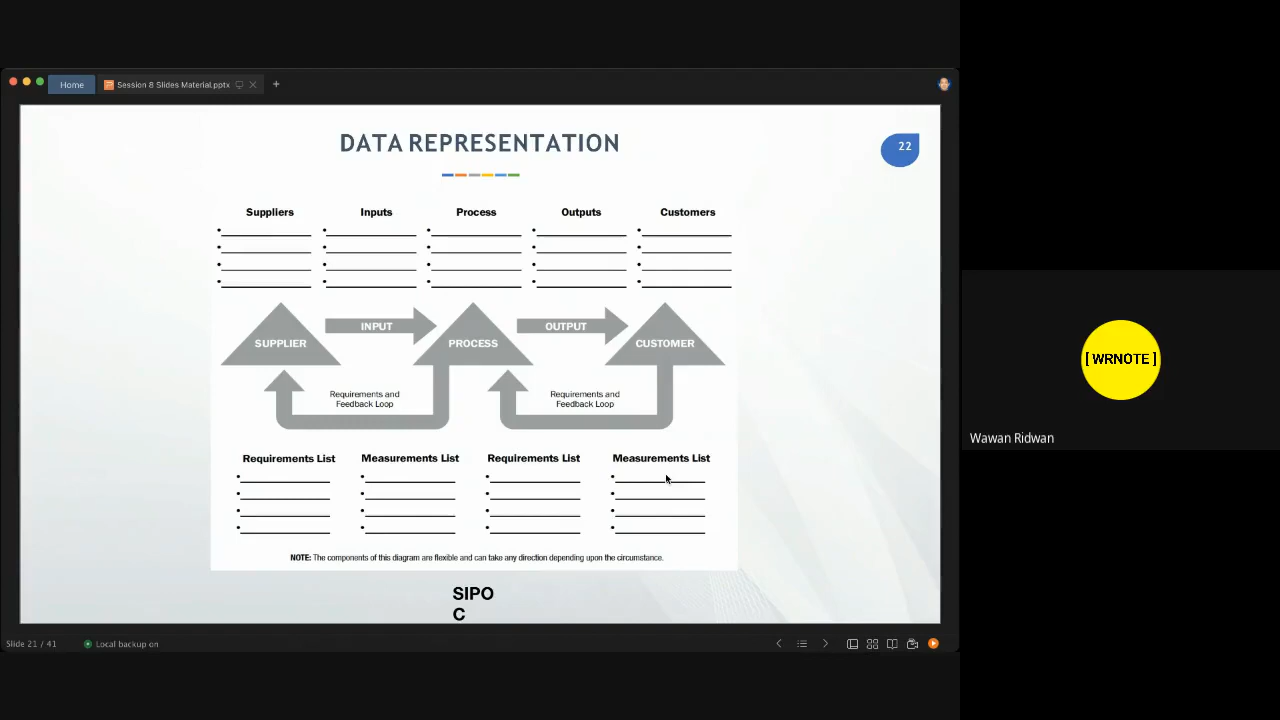 Home
Session 8 Slides Material.pptx
DATA REPRESENTATION
22
Suppliers Inputs Process Outputs Customers
INPUT OUTPUT
SUPPLIER PROCESS CUSTOMER
Requirements and Requirements and
Feedback Loop Feedback Loop
Requirements List Measurements List Requirements List Measurements List
NOTE: The components of this diagram are flexible and can take any direction depending upon the circumstance.
SIPO
C
Slide 21 / 41 Local backup on
[ WRNOTE ]
Wawan Ridwan